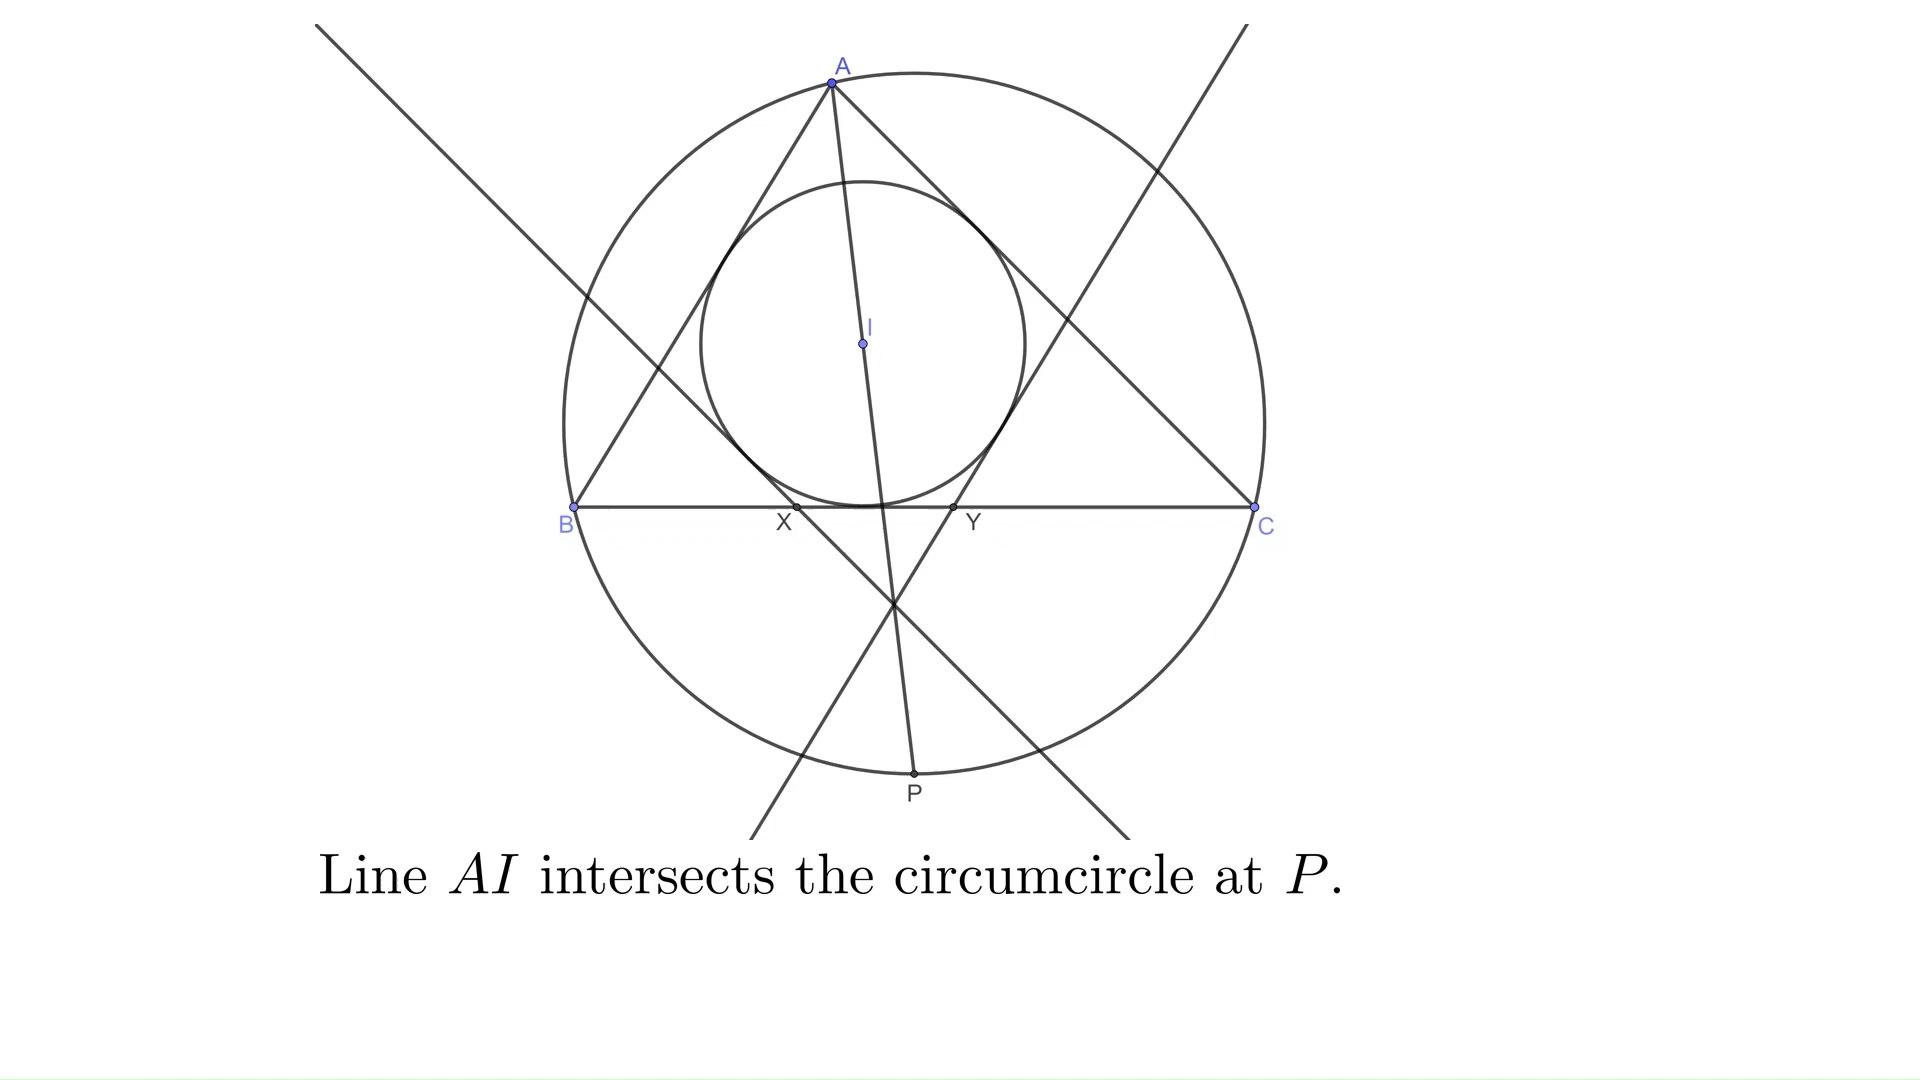 A
I
B
X
Y
C
P
Line AI intersects the circumcircle at P.